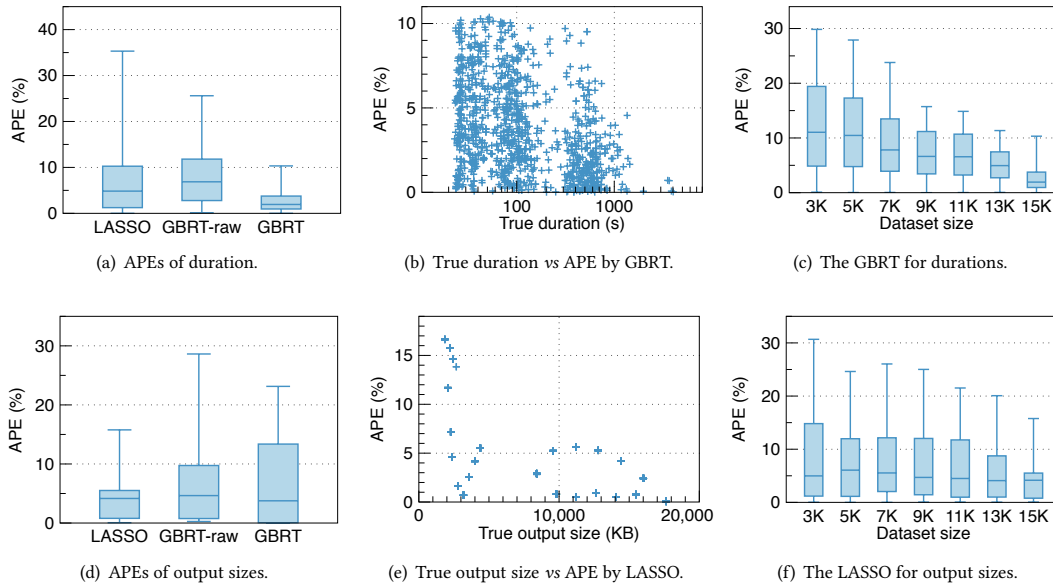 APE (%)
40
30
20
10
0
LASSO GBRT-raw GBRT
(a) APEs of duration.
APE (%)
10
5
0
100 1000
True duration (s)
(b) True duration vs APE by GBRT.
APE (%)
30
20
10
0
3K 5K 7K 9K 11K 13K 15K
Dataset size
(c) The GBRT for durations.
APE (%)
30
20
10
0
LASSO GBRT-raw GBRT
(d) APEs of output sizes.
APE (%)
15
10
5
0
0 10,000 20,000
True output size (KB)
(e) True output size vs APE by LASSO.
APE (%)
30
20
10
0
3K 5K 7K 9K 11K 13K 15K
Dataset size
(f) The LASSO for output sizes.